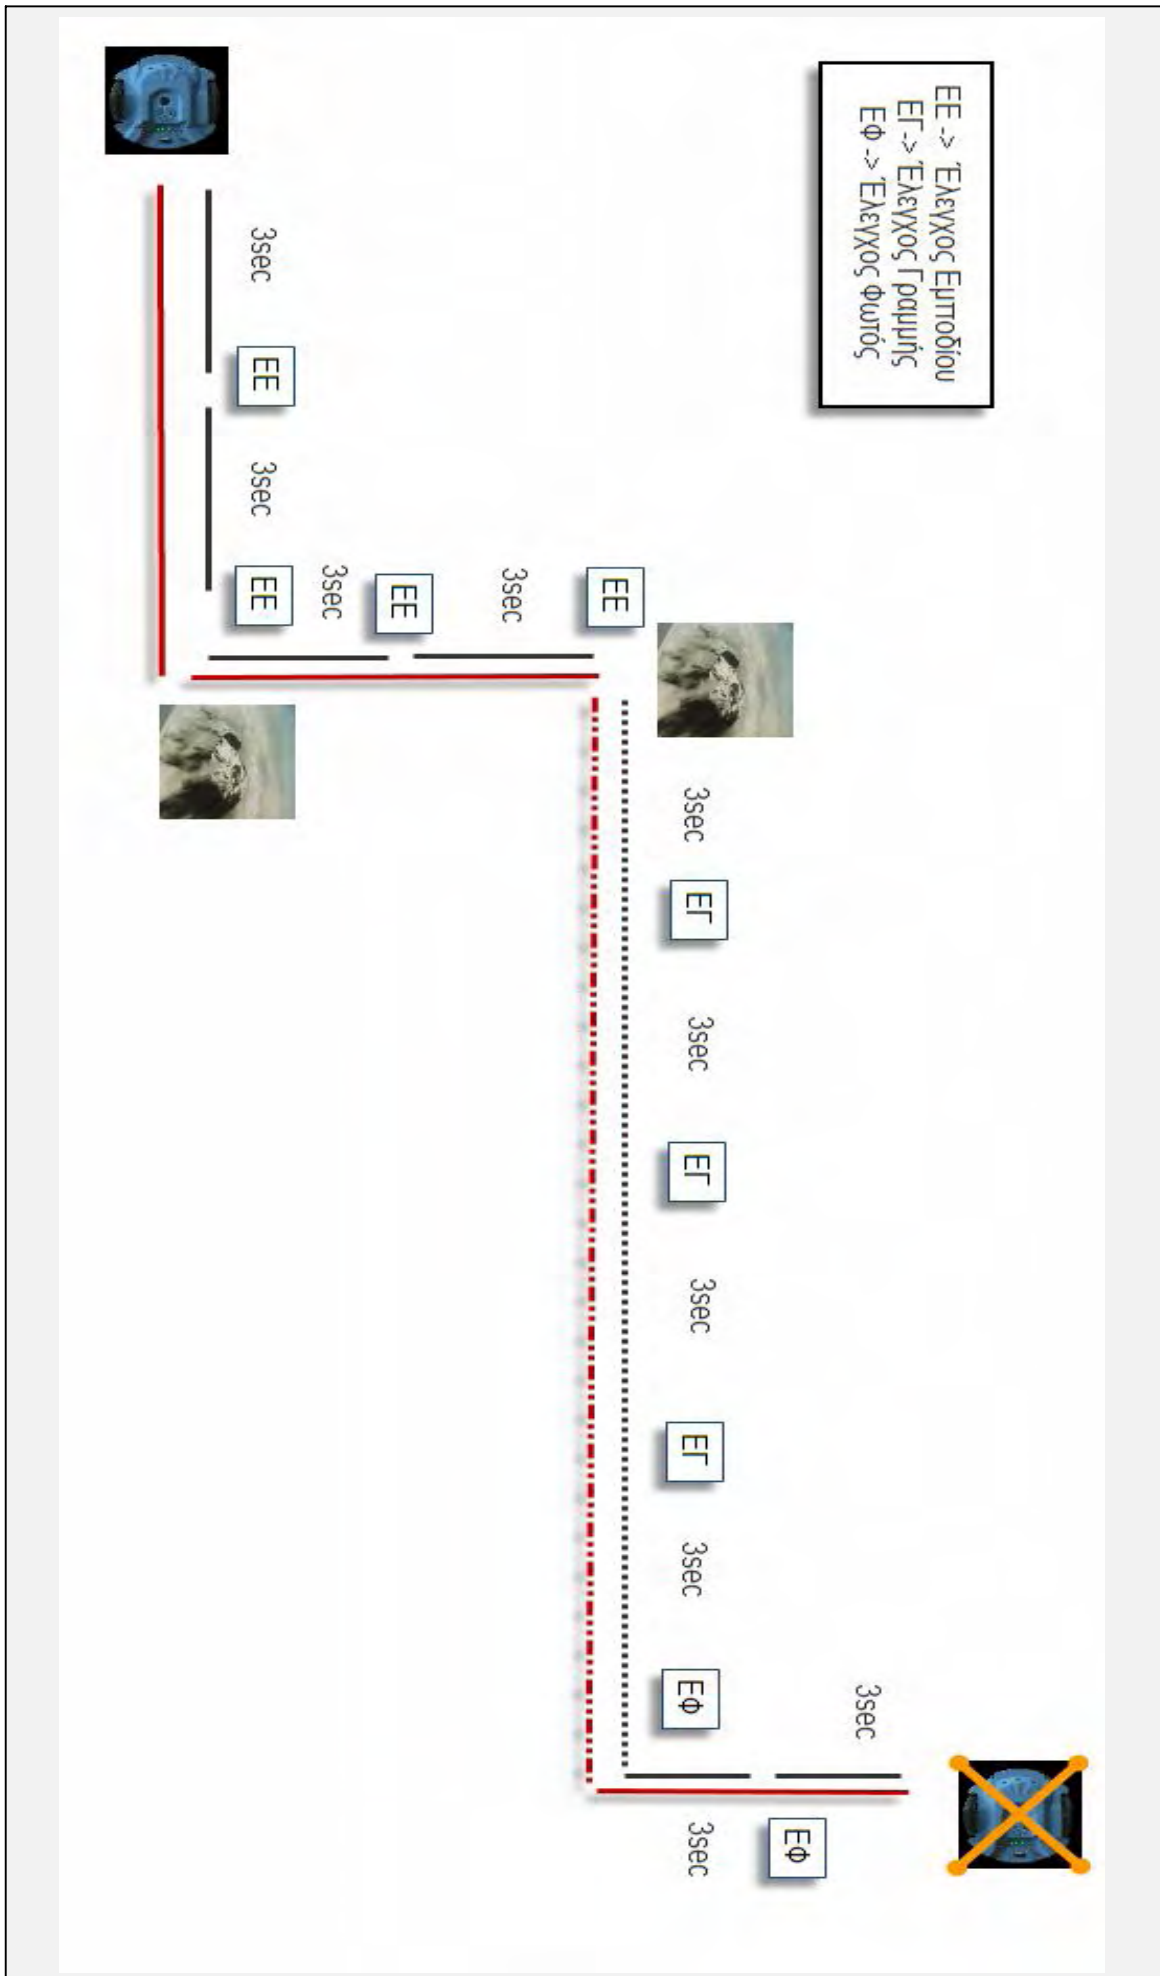 ΕΕ -> Έλεγχος Εμποδίου
ΕΓ-> Έλεγχος Γραμμής
ΕΦ -> Έλεγχος Φωτός
3sec
ΕΕ
3sec
ΕΕ
3sec
ΕΕ
3sec
ΕΕ
3sec
ΕΓ
3sec
ΕΓ
3sec
ΕΓ
3sec
ΕΦ
3sec
ΕΦ
3sec